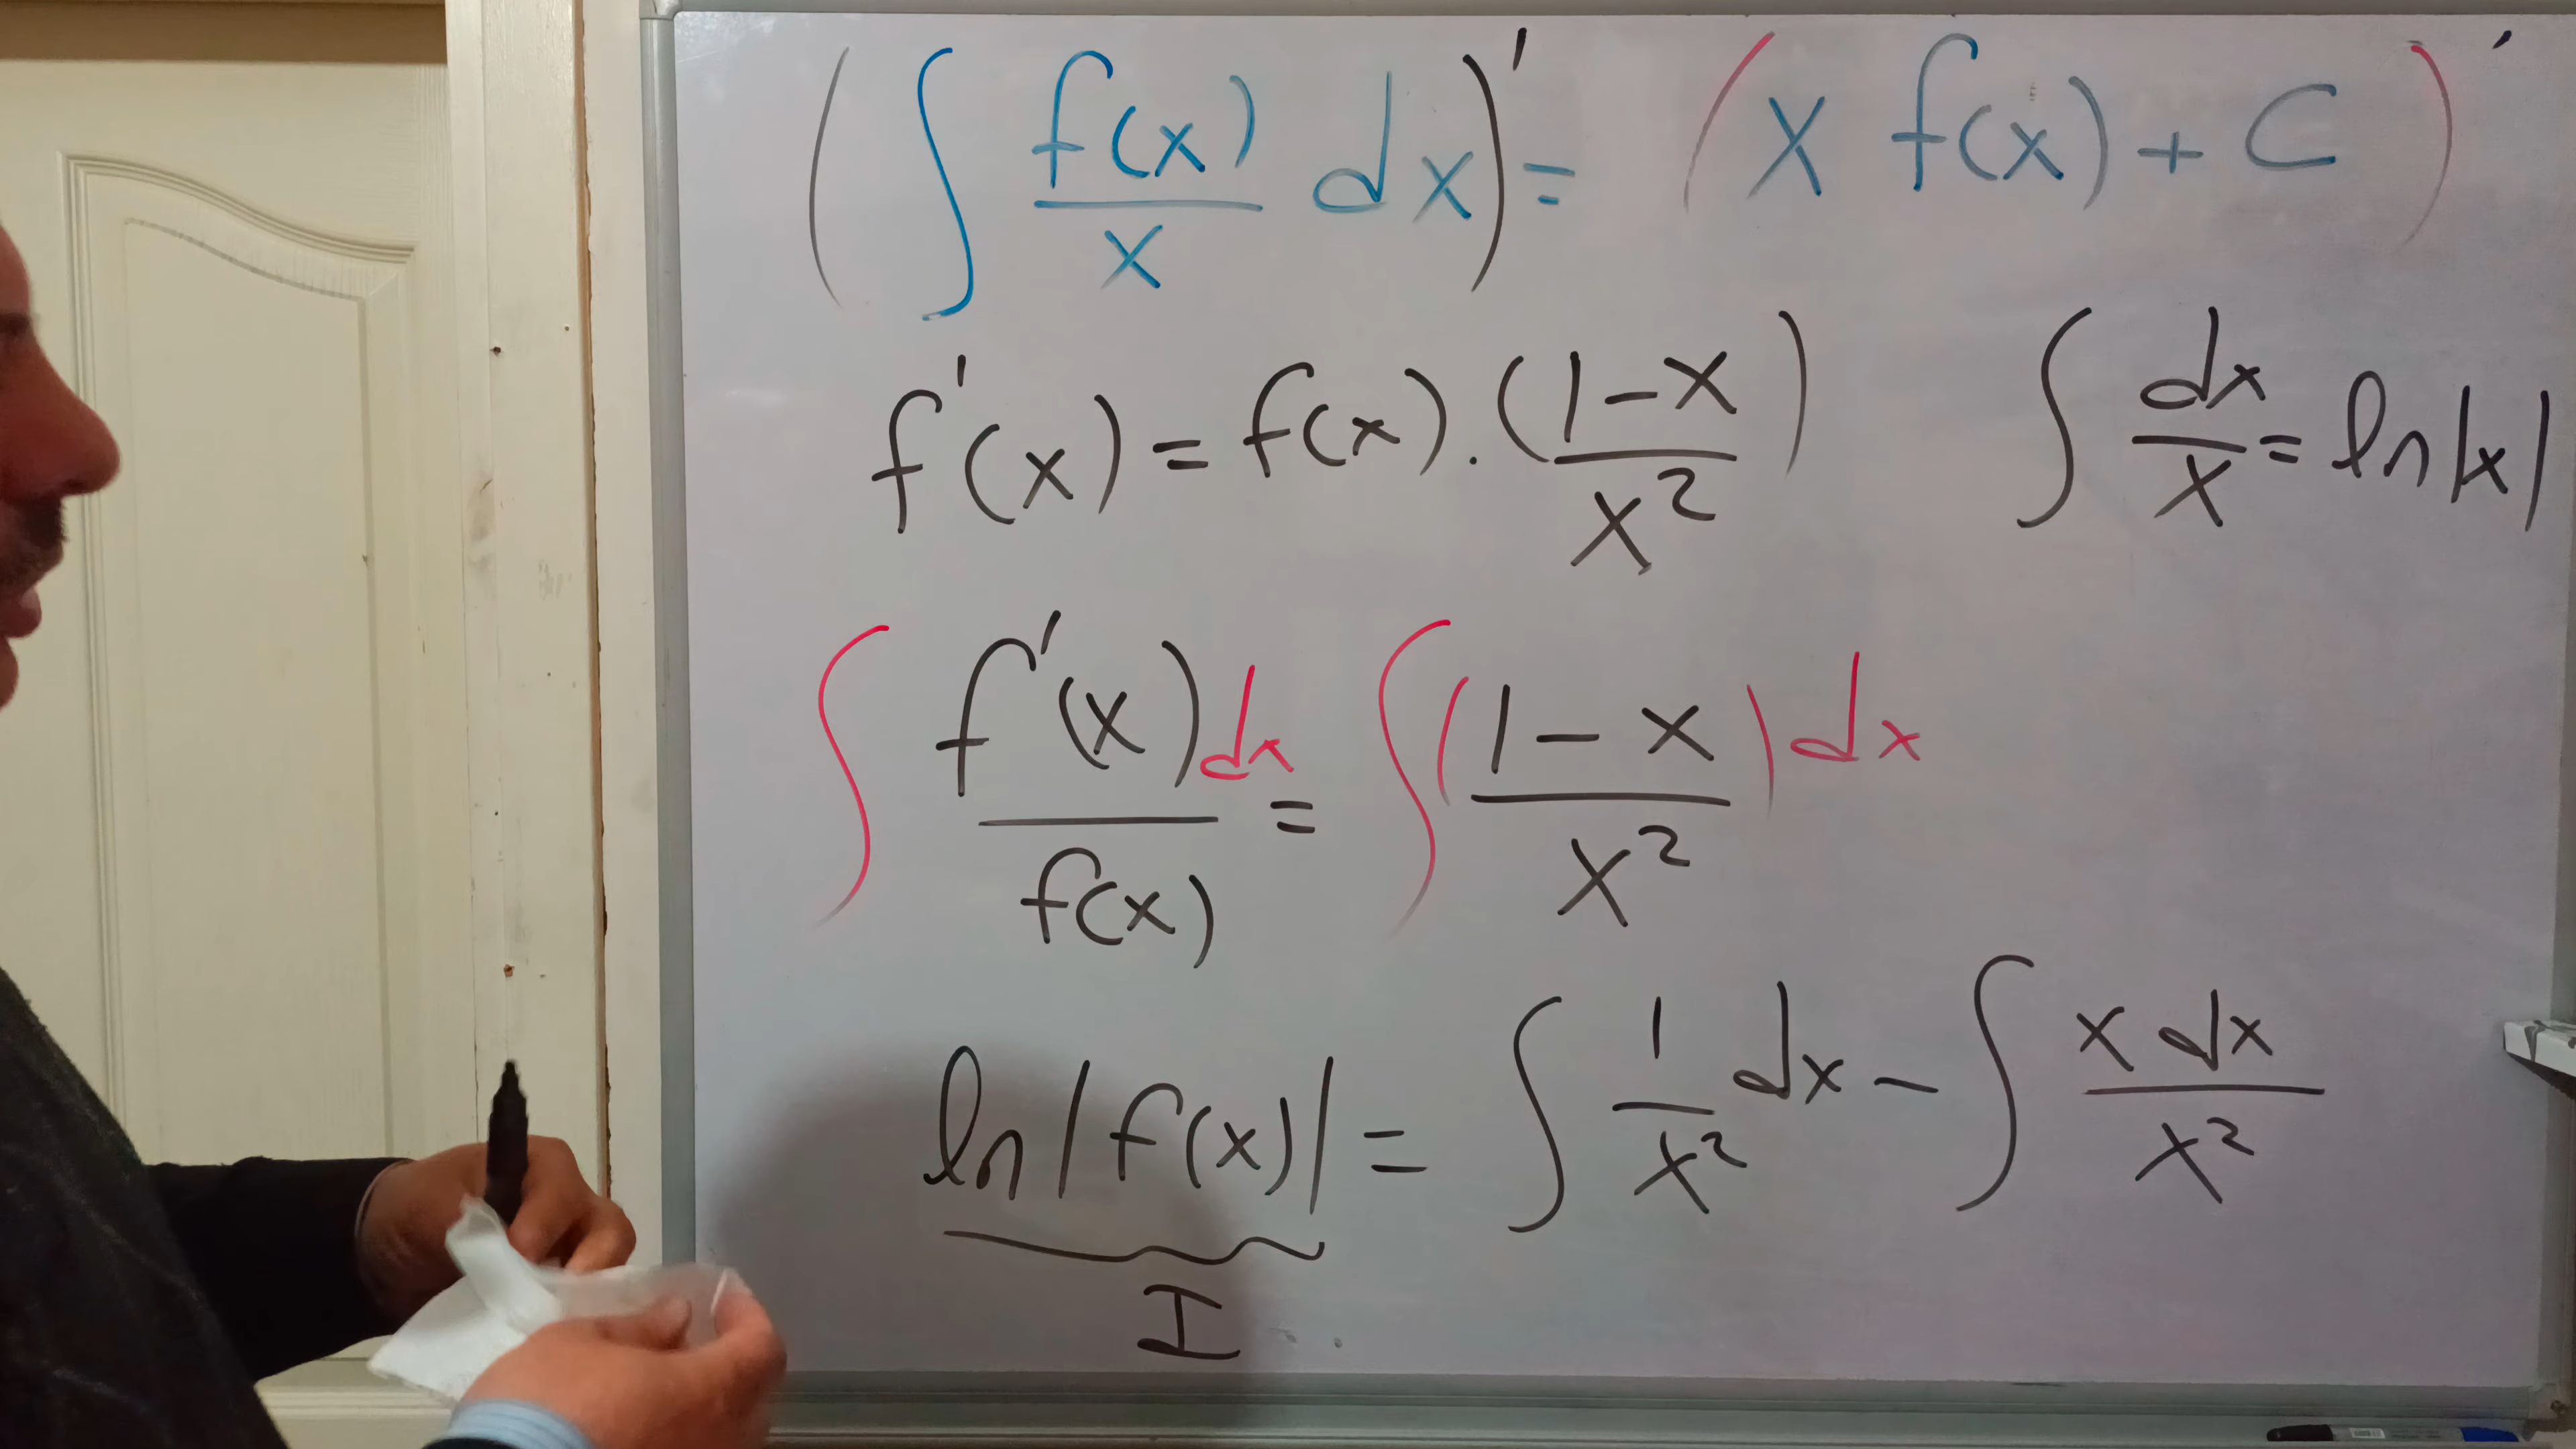 (∫ f(x)/x dx)' = (x f(x) + C)'
f'(x) = f(x) . (1-x/x²) ∫ dx/x = ln|x|
∫ f'(x)dx/f(x) = ∫ (1-x/x²) dx
ln|f(x)| = ∫ 1/x² dx - ∫ x dx/x²
I